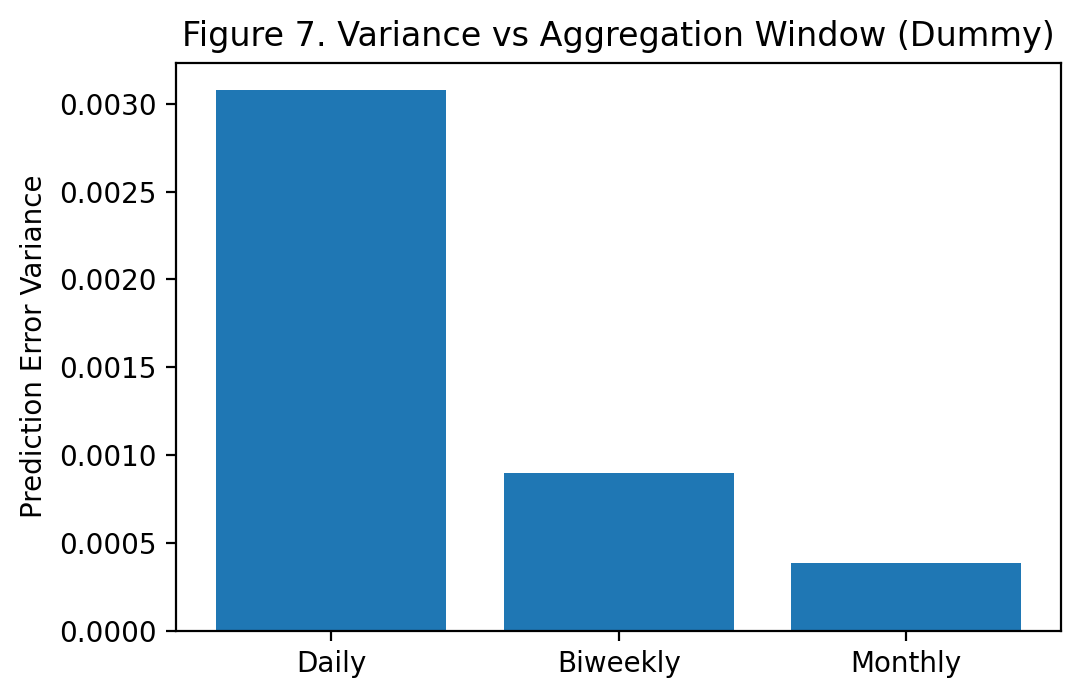 Figure 7. Variance vs Aggregation Window (Dummy)
Prediction Error Variance
0.0030
0.0025
0.0020
0.0015
0.0010
0.0005
0.0000
Daily
Biweekly
Monthly